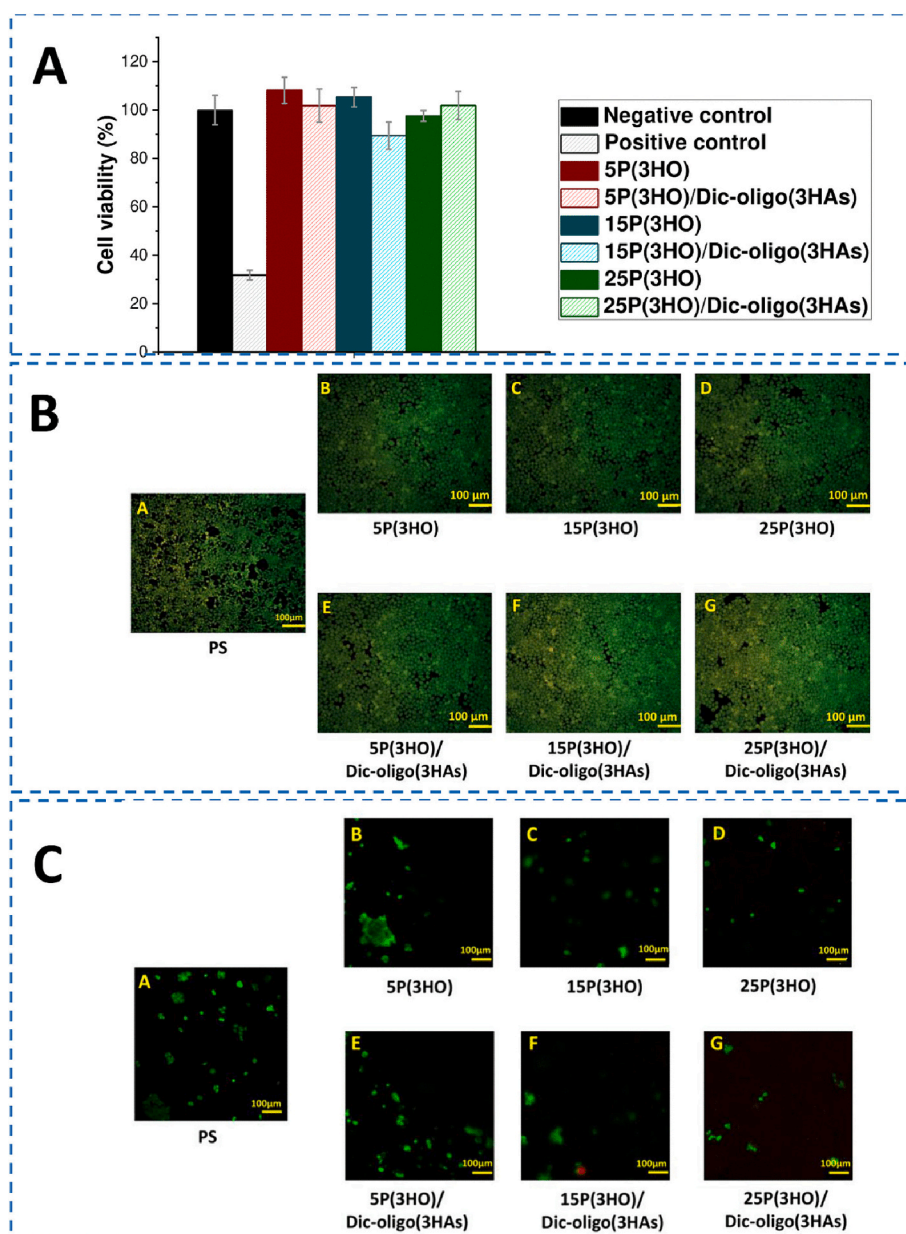 A
120
100
80
60
40
20
0
Cell viability (%)
Negative control
Positive control
5P(3HO)
5P(3HO)/Dic-oligo(3HAs)
15P(3HO)
15P(3HO)/Dic-oligo(3HAs)
25P(3HO)
25P(3HO)/Dic-oligo(3HAs)
B
A
100μm
PS
B
100 μm
5P(3HO)
C
100 μm
15P(3HO)
D
100 μm
25P(3HO)
E
100 μm
5P(3HO)/
Dic-oligo(3HAs)
F
100 μm
15P(3HO)/
Dic-oligo(3HAs)
G
100 μm
25P(3HO)/
Dic-oligo(3HAs)
C
A
100μm
PS
B
100μm
5P(3HO)
C
100μm
15P(3HO)
D
100μm
25P(3HO)
E
100μm
5P(3HO)/
Dic-oligo(3HAs)
F
100μm
15P(3HO)/
Dic-oligo(3HAs)
G
100μm
25P(3HO)/
Dic-oligo(3HAs)